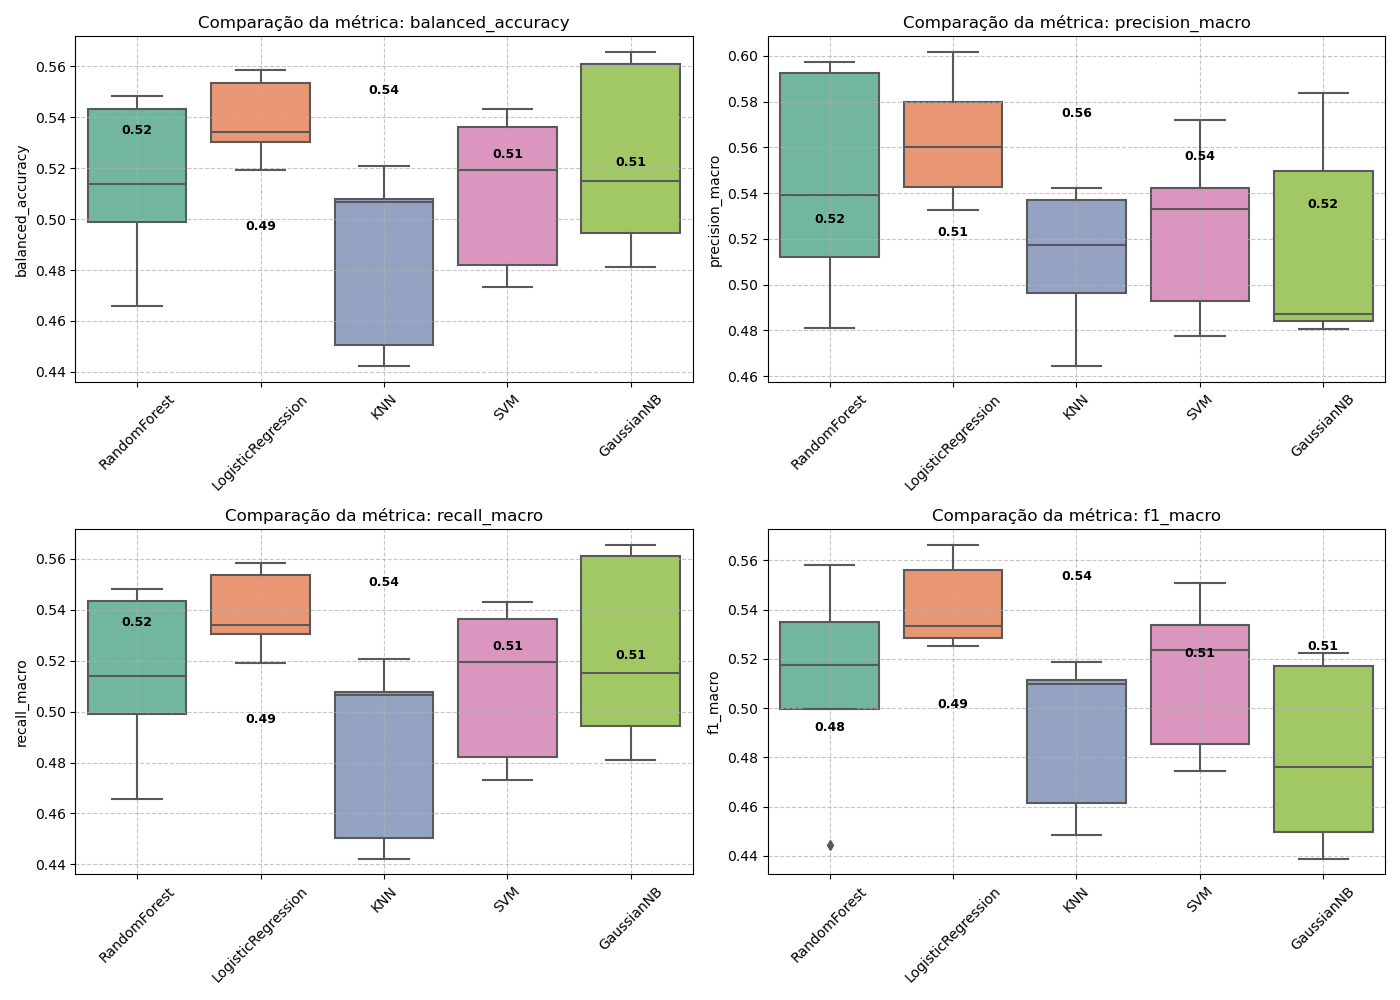 Comparação da métrica: balanced_accuracy
balanced_accuracy
0.56
0.54
0.52
0.50
0.48
0.46
0.44
0.52
0.49
0.54
0.51
0.51
RandomForest
LogisticRegression
KNN
SVM
GaussianNB
Comparação da métrica: precision_macro
precision_macro
0.60
0.58
0.56
0.54
0.52
0.50
0.48
0.46
0.52
0.51
0.56
0.54
0.52
RandomForest
LogisticRegression
KNN
SVM
GaussianNB
Comparação da métrica: recall_macro
recall_macro
0.56
0.54
0.52
0.50
0.48
0.46
0.44
0.52
0.49
0.54
0.51
0.51
RandomForest
LogisticRegression
KNN
SVM
GaussianNB
Comparação da métrica: f1_macro
f1_macro
0.56
0.54
0.52
0.50
0.48
0.46
0.44
0.48
0.49
0.54
0.51
0.51
RandomForest
LogisticRegression
KNN
SVM
GaussianNB